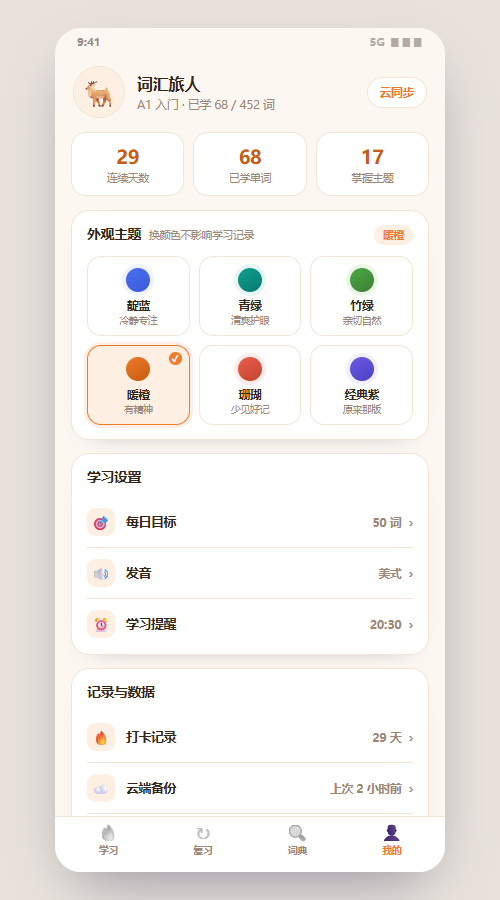 9:41
5G
词汇旅人
A1 入门 · 已学 68 / 452 词
云同步
29
连续天数
68
已学单词
17
掌握主题
外观主题 换颜色不影响学习记录
暖橙
靛蓝
冷静专注
青绿
清爽护眼
竹绿
亲切自然
暖橙
有精神
珊瑚
少见好记
经典紫
原来那版
学习设置
每日目标
50 词 ›
发音
美式 ›
学习提醒
20:30 ›
记录与数据
打卡记录
29 天 ›
云端备份
上次 2 小时前 ›
学习
复习
词典
我的